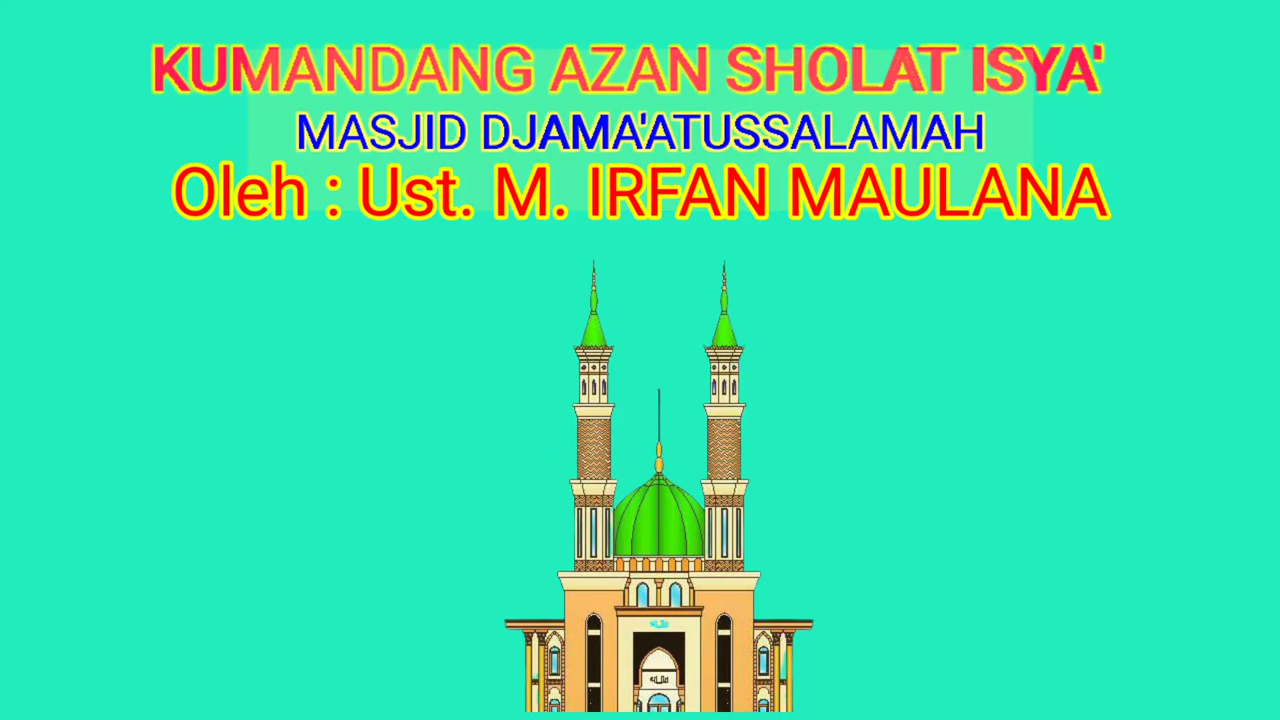 KUMANDANG AZAN SHOLAT ISYA'
MASJID DJAMA'ATUSSALAMAH
Oleh : Ust. M. IRFAN MAULANA